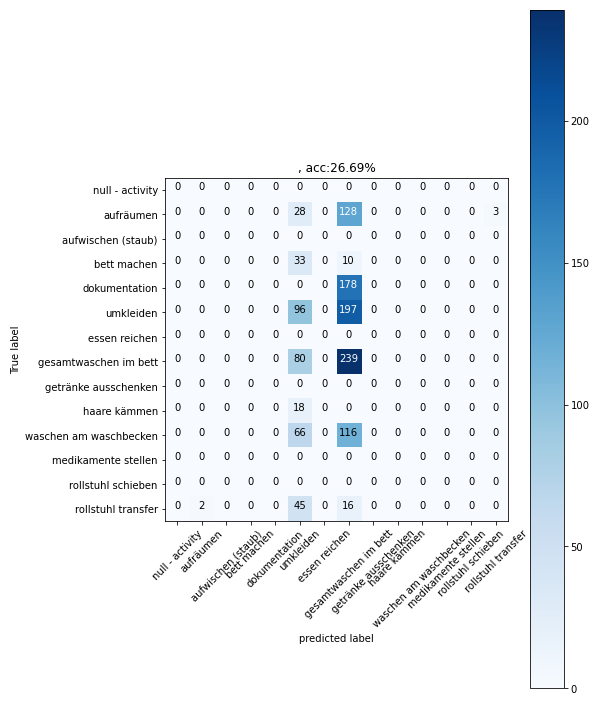 , acc:26.69%
null - activity 0 0 0 0 0 0 0 0 0 0 0 0 0 0
aufräumen 0 0 0 0 0 28 0 128 0 0 0 0 0 3
aufwischen (staub) 0 0 0 0 0 0 0 0 0 0 0 0 0 0
bett machen 0 0 0 0 0 33 0 10 0 0 0 0 0 0
dokumentation 0 0 0 0 0 0 0 178 0 0 0 0 0 0
umkleiden 0 0 0 0 0 96 0 197 0 0 0 0 0 0
essen reichen 0 0 0 0 0 0 0 0 0 0 0 0 0 0
gesamtwaschen im bett 0 0 0 0 0 80 0 239 0 0 0 0 0 0
getränke ausschenken 0 0 0 0 0 0 0 0 0 0 0 0 0 0
haare kämmen 0 0 0 0 0 18 0 0 0 0 0 0 0 0
waschen am waschbecken 0 0 0 0 0 66 0 116 0 0 0 0 0 0
medikamente stellen 0 0 0 0 0 0 0 0 0 0 0 0 0 0
rollstuhl schieben 0 0 0 0 0 0 0 0 0 0 0 0 0 0
rollstuhl transfer 0 2 0 0 0 45 0 16 0 0 0 0 0 0
True label
null - activity
aufräumen
aufwischen (staub)
bett machen
dokumentation
umkleiden
essen reichen
gesamtwaschen im bett
getränke ausschenken
haare kämmen
waschen am waschbecken
medikamente stellen
rollstuhl schieben
rollstuhl transfer
predicted label
200
150
100
50
0